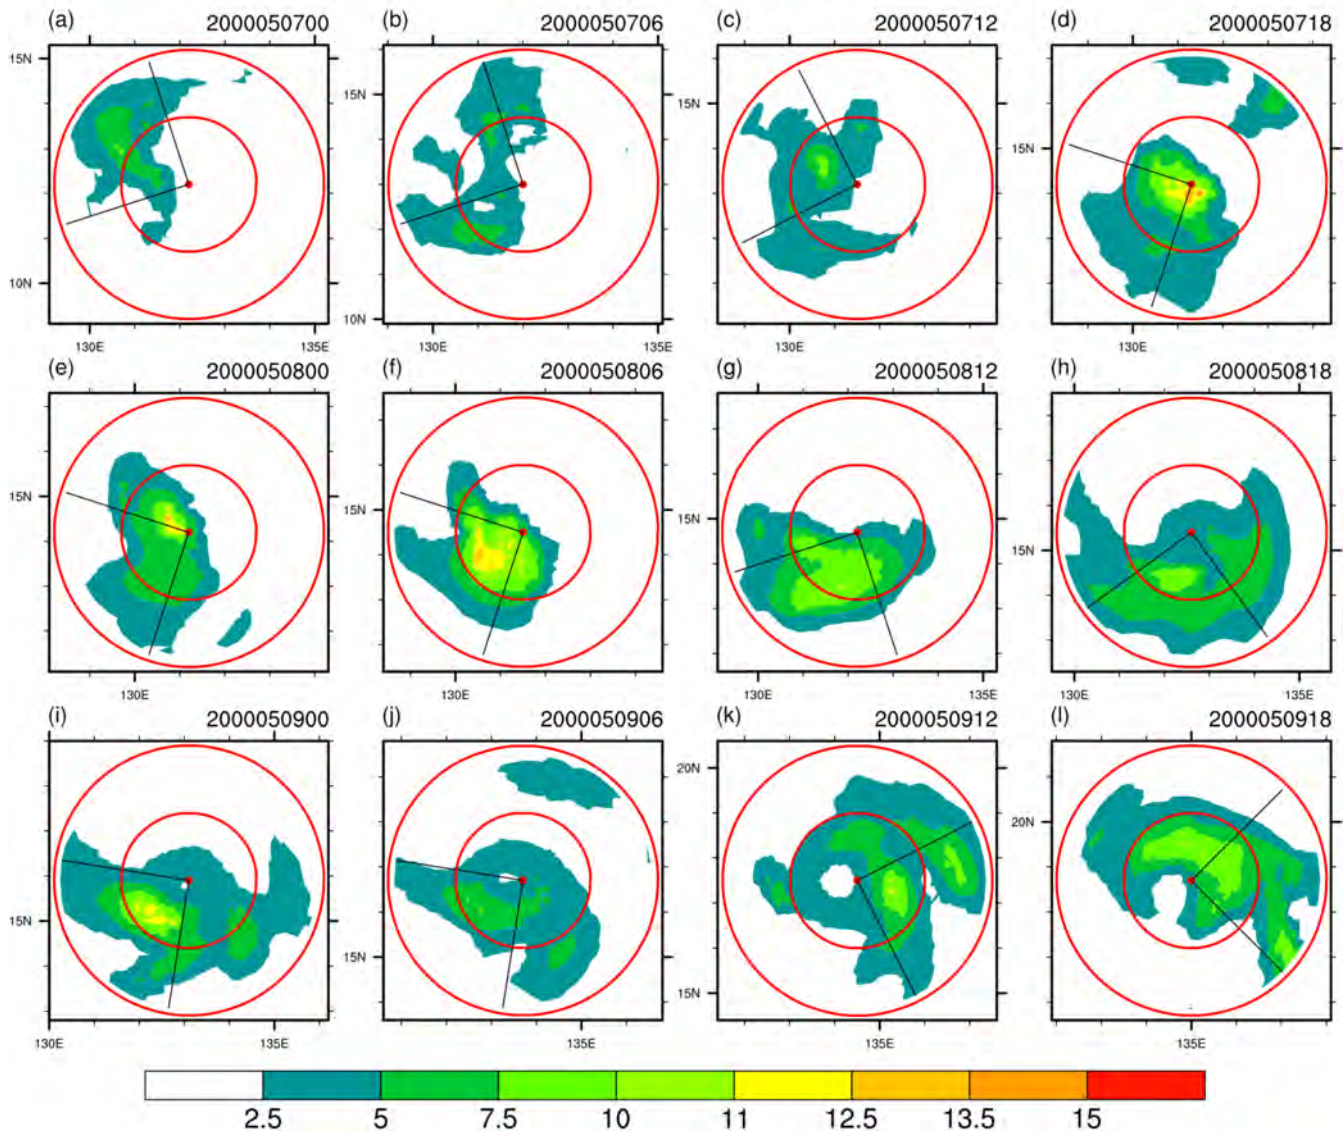 (a) 2000050700 (b) 2000050706 (c) 2000050712 (d) 2000050718
15N 15N 15N 15N
10N 10N
130E 135E 130E 135E 130E 130E
(e) 2000050800 (f) 2000050806 (g) 2000050812 (h) 2000050818
15N 15N 15N 15N
130E 130E 130E 135E 130E 135E
(i) 2000050900 (j) 2000050906 (k) 2000050912 (l) 2000050918
20N 20N
15N 15N 15N
130E 135E 135E 135E 135E
2.5 5 7.5 10 11 12.5 13.5 15